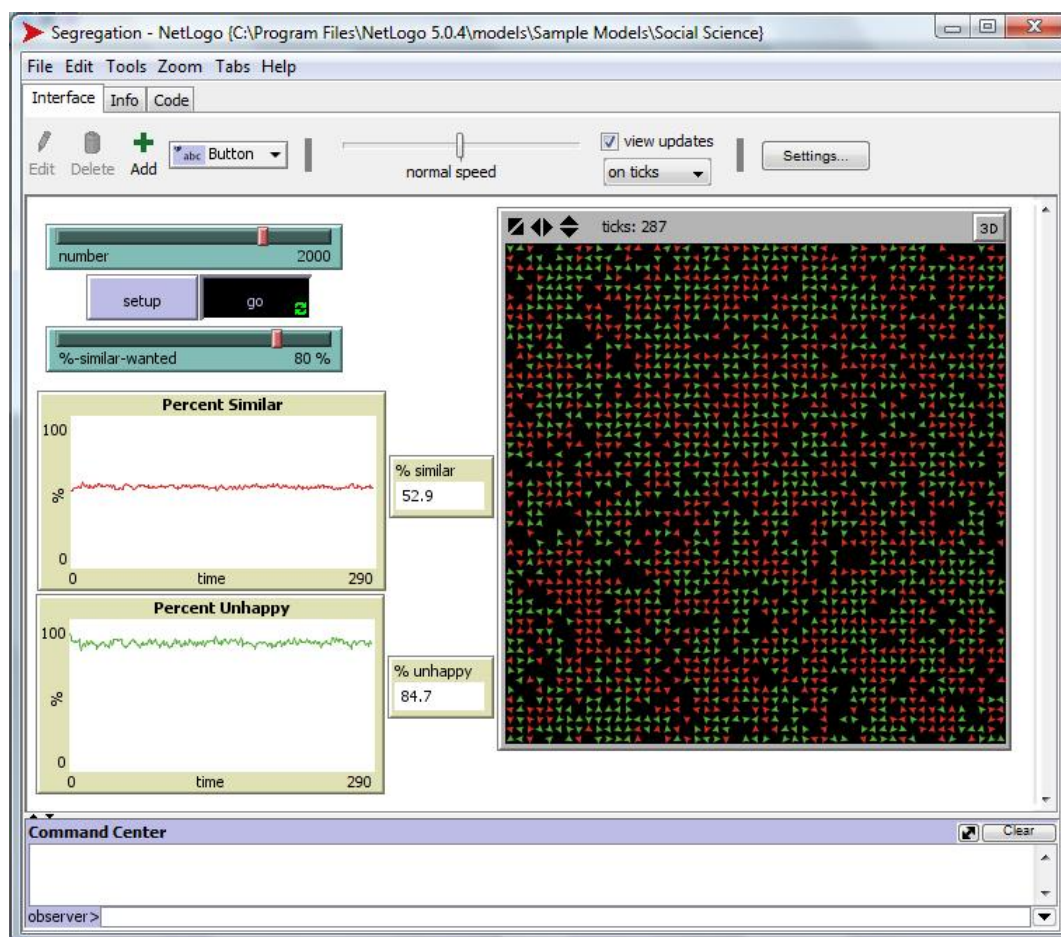 Segregation - NetLogo {C:\Program Files\NetLogo 5.0.4\models\Sample Models\Social Science}
File Edit Tools Zoom Tabs Help
Interface Info Code
Edit Delete Add abc Button normal speed view updates on ticks Settings...
number 2000
setup go
%-similar-wanted 80 %
Percent Similar
100
%
0
0 time 290
% similar
52.9
Percent Unhappy
100
%
0
0 time 290
% unhappy
84.7
ticks: 287 3D
Command Center Clear
observer>